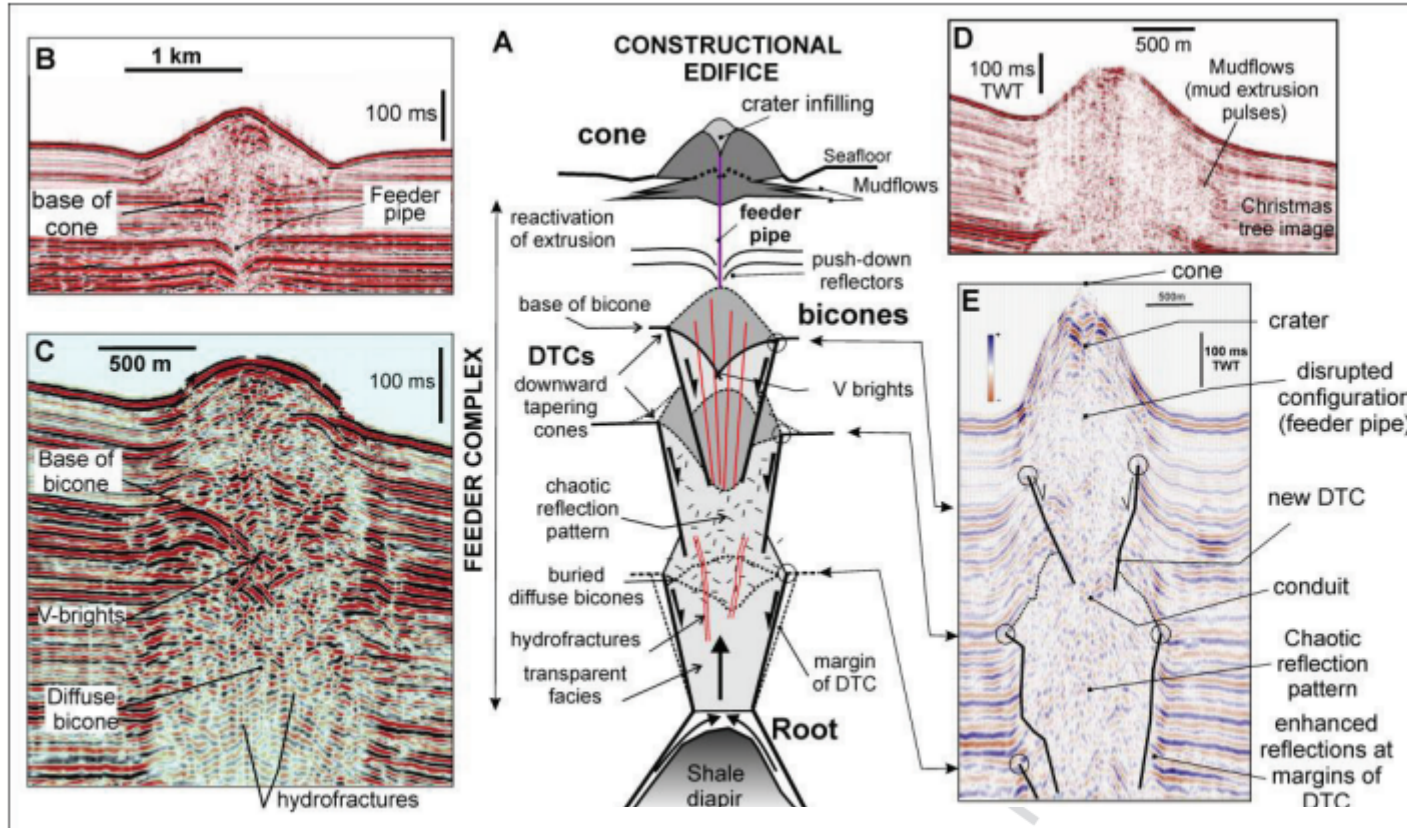 B
1 km
100 ms
base of
cone
Feeder
pipe
C
500 m
100 ms
Base of
bicone
V-brights
Diffuse
bicone
hydrofractures
A
CONSTRUCTIONAL
EDIFICE
crater infilling
cone
Seafloor
Mudflows
reactivation
of extrusion
feeder
pipe
push-down
reflectors
base of bicone
bicones
DTCs
downward
tapering
cones
V brights
FEEDER COMPLEX
chaotic
reflection
pattern
buried
diffuse bicones
hydrofractures
transparent
facies
margin
of DTC
Root
Shale
diapir
D
500 m
100 ms
TWT
Mudflows
(mud extrusion
pulses)
Christmas
tree image
E
cone
500m
+
-
100 ms
TWT
crater
disrupted
configuration
(feeder pipe)
new DTC
conduit
Chaotic
reflection
pattern
enhanced
reflections at
margins of
DTC